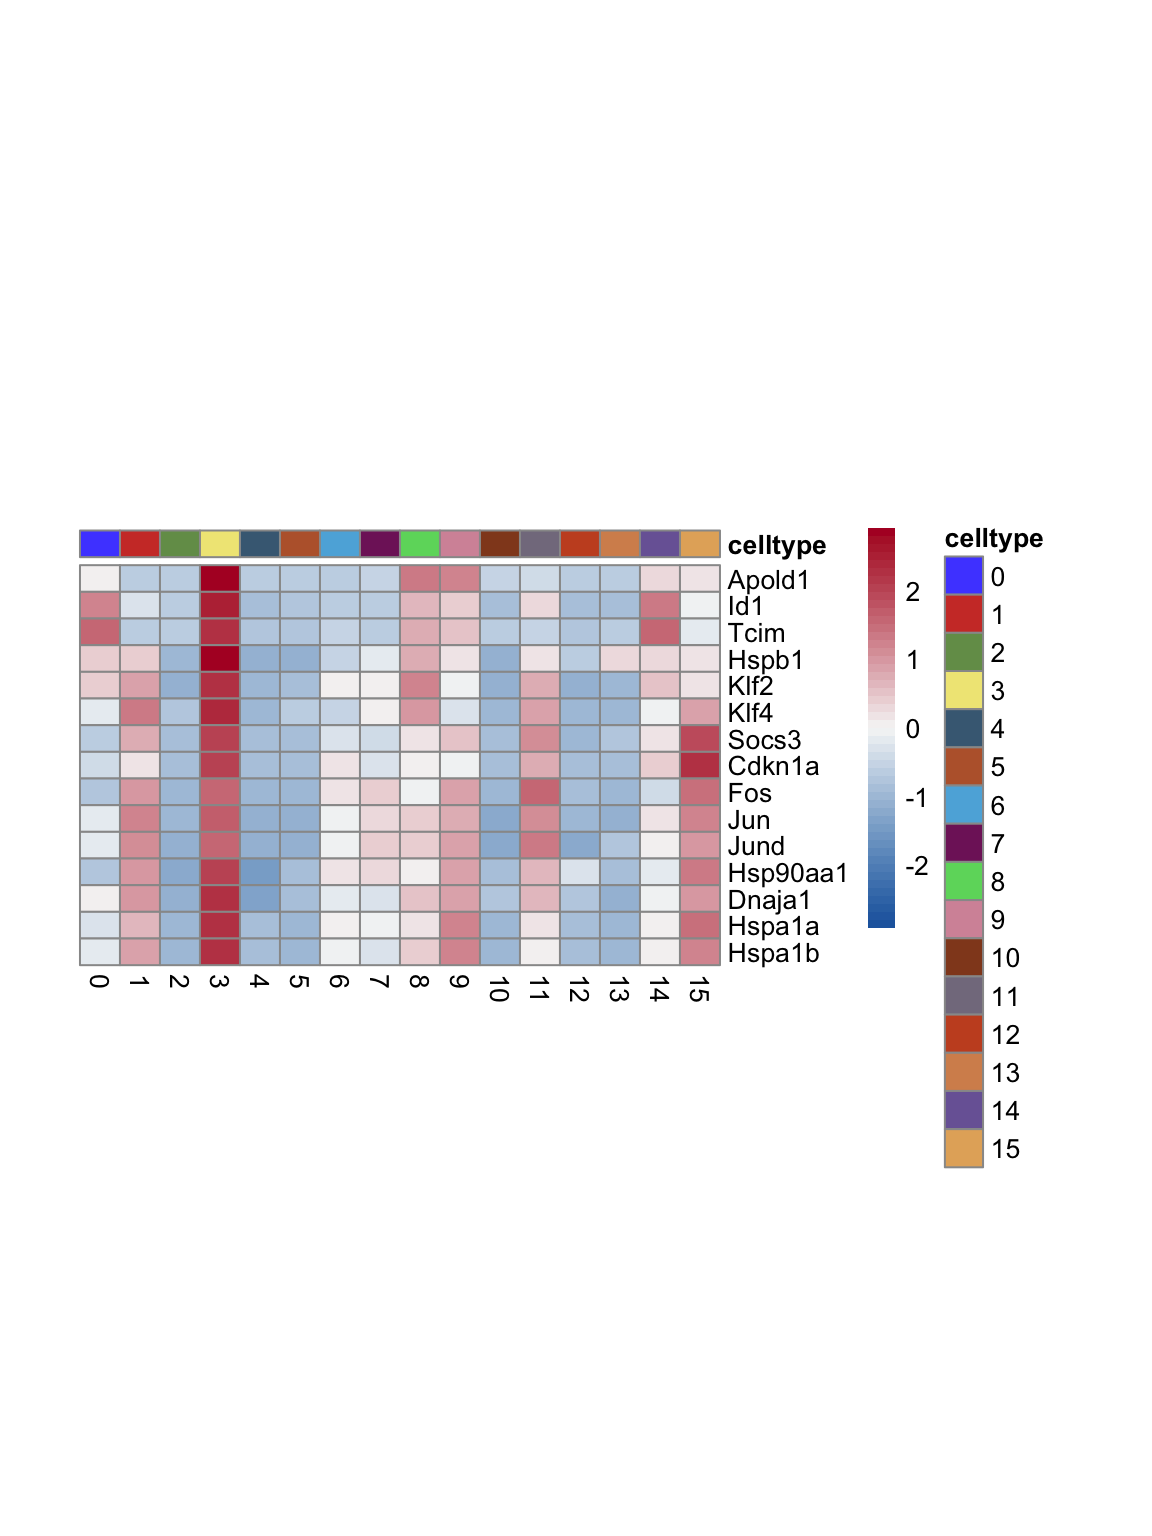 celltype
Apold1
Id1
Tcim
Hspb1
Klf2
Klf4
Socs3
Cdkn1a
Fos
Jun
Jund
Hsp90aa1
Dnaja1
Hspa1a
Hspa1b
0 1 2 3 4 5 6 7 8 9 10 11 12 13 14 15
2
1
0
-1
-2
celltype
0
1
2
3
4
5
6
7
8
9
10
11
12
13
14
15